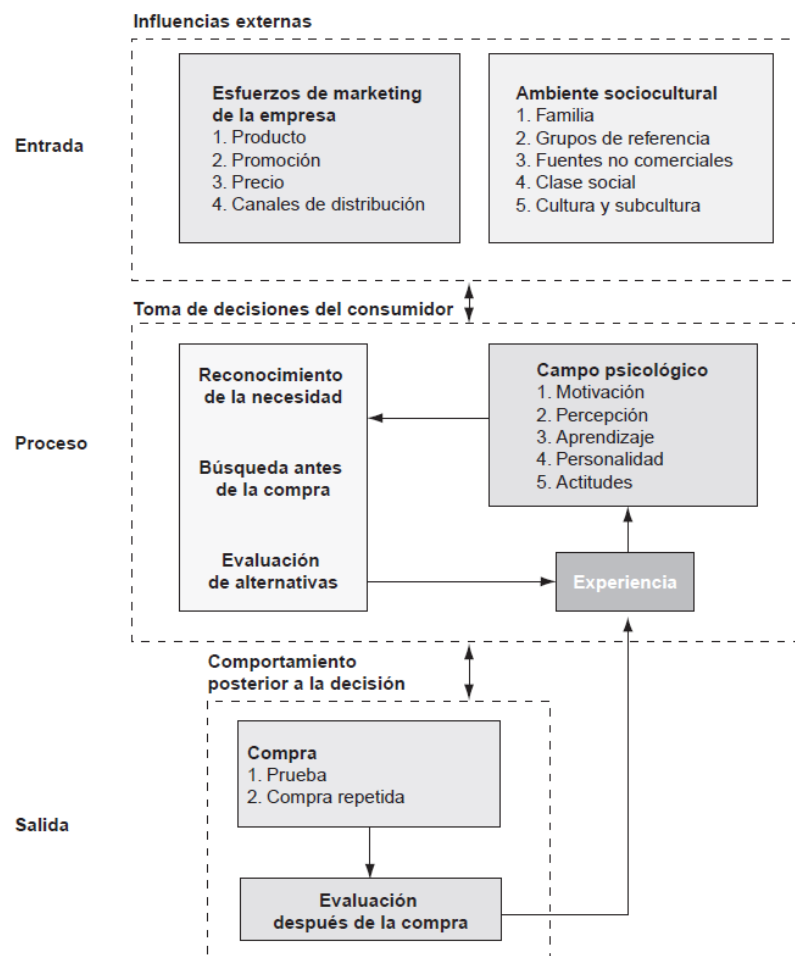 Influencias externas
Entrada
Esfuerzos de marketing
de la empresa
1. Producto
2. Promoción
3. Precio
4. Canales de distribución
Ambiente sociocultural
1. Familia
2. Grupos de referencia
3. Fuentes no comerciales
4. Clase social
5. Cultura y subcultura
Toma de decisiones del consumidor
Proceso
Reconocimiento
de la necesidad
Búsqueda antes
de la compra
Evaluación
de alternativas
Campo psicológico
1. Motivación
2. Percepción
3. Aprendizaje
4. Personalidad
5. Actitudes
Experiencia
Comportamiento
posterior a la decisión
Salida
Compra
1. Prueba
2. Compra repetida
Evaluación
después de la compra